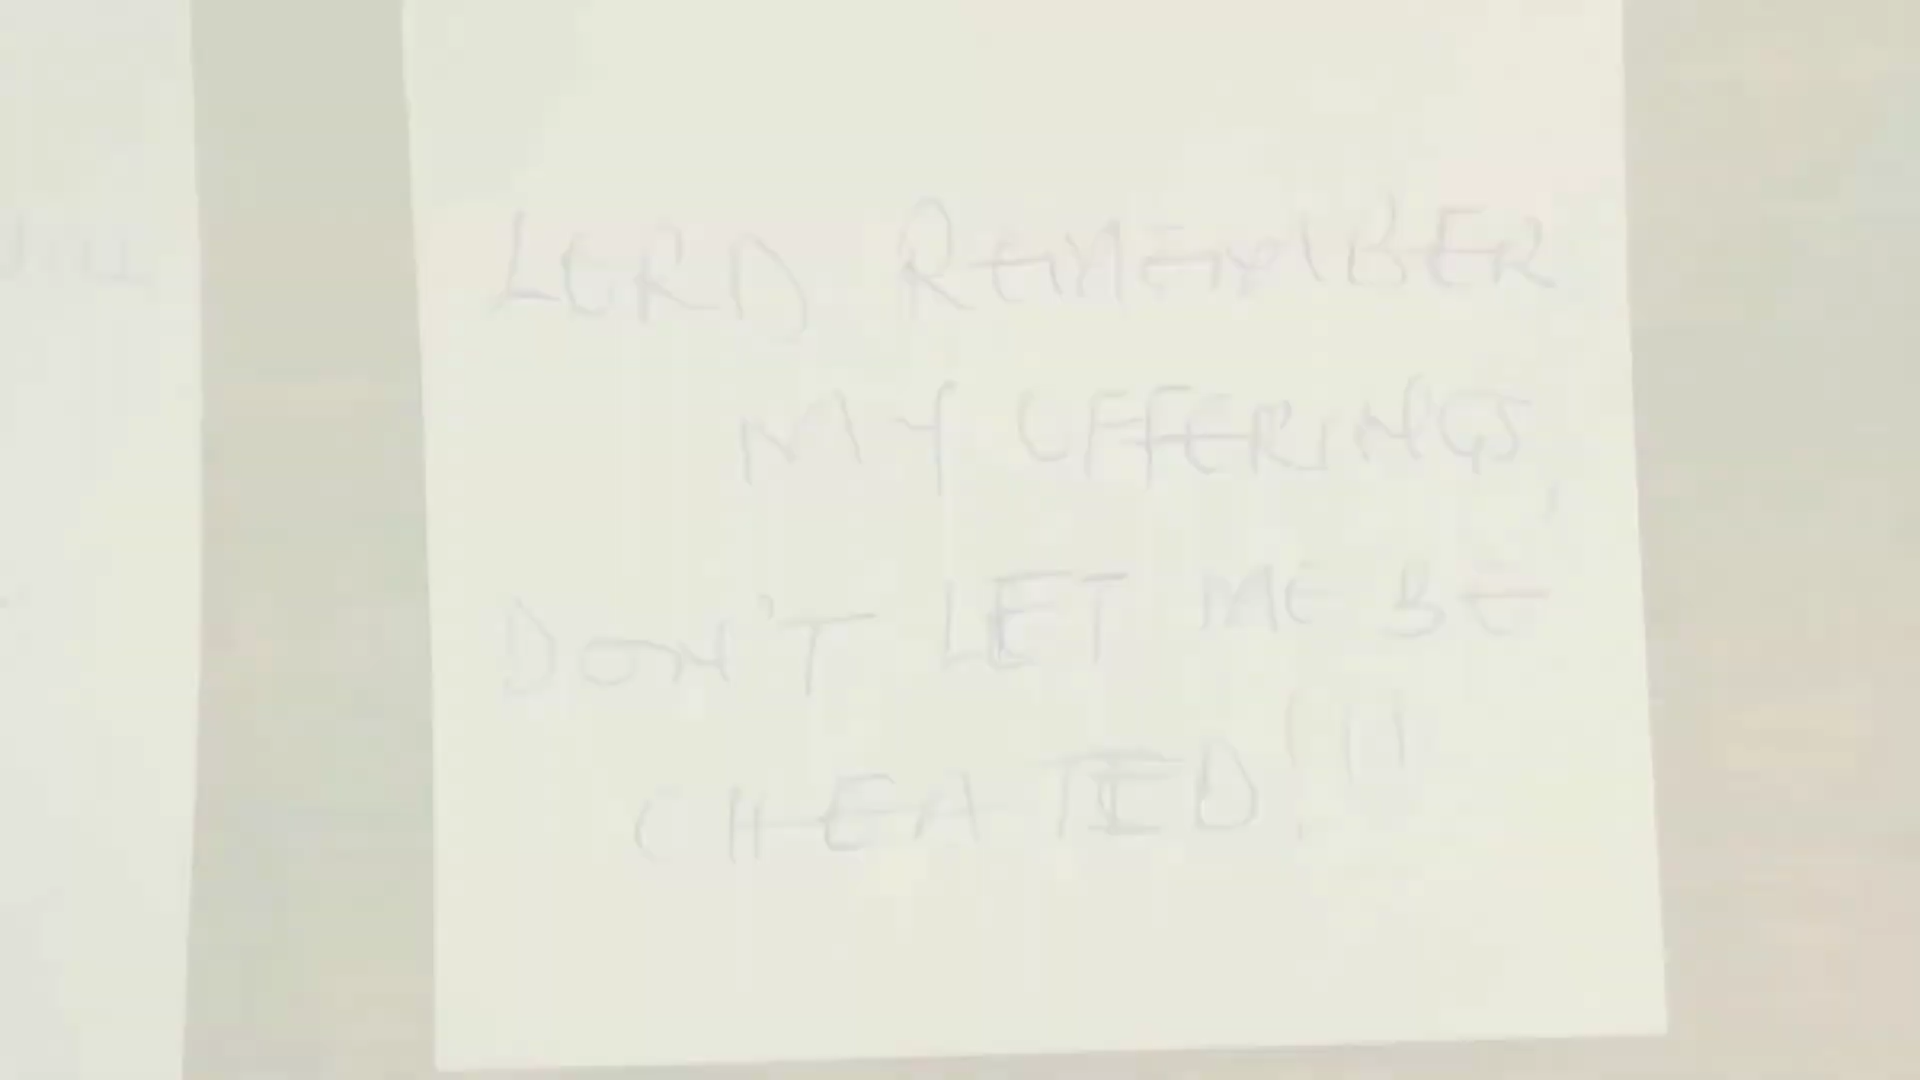 LORD REMEMBER
MY OFFERINGS,
DON'T LET ME BE
CHEATED!!!